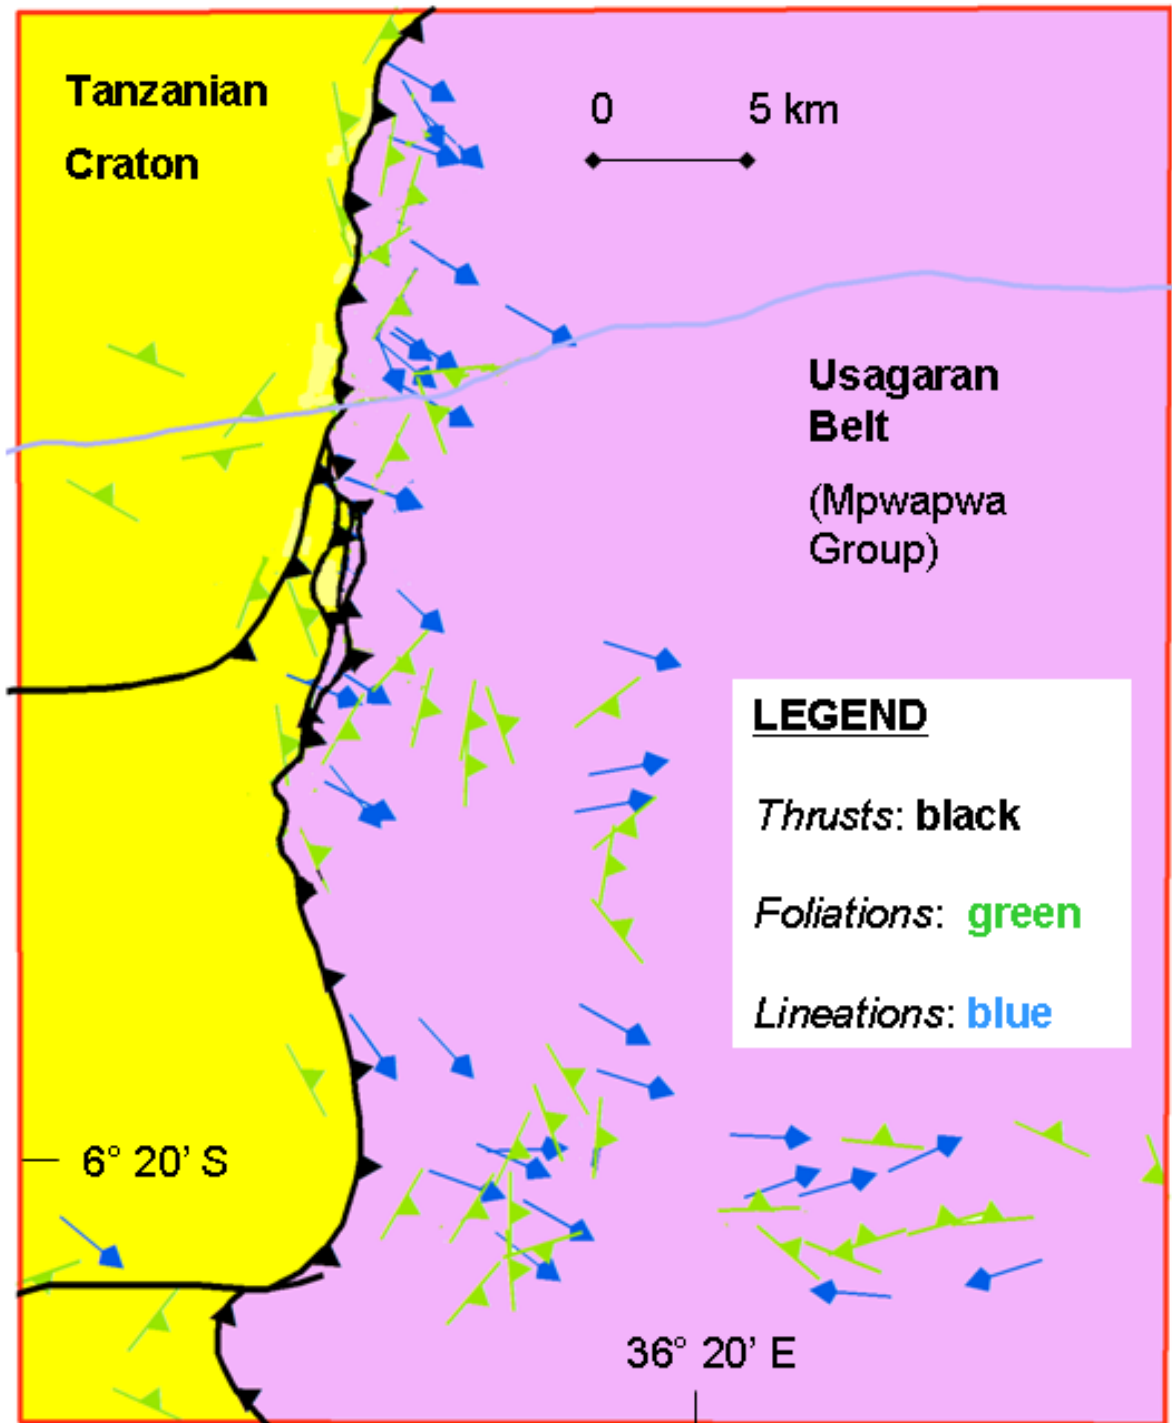 Tanzanian
Craton
0 5 km
Usagaran
Belt
(Mpwapwa
Group)
LEGEND
Thrusts: black
Foliations: green
Lineations: blue
6° 20’ S
36° 20’ E